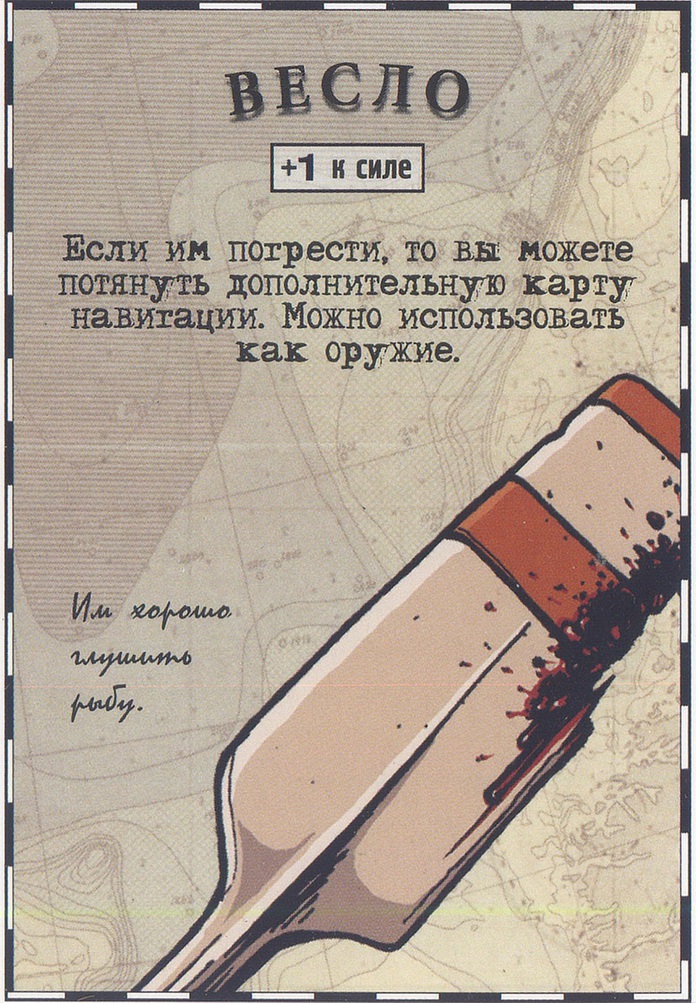 ВЕСЛО
+1 к силе
Если им погрести, то вы можете
потянуть дополнительную карту
навигации. Можно использовать
как оружие.
Им хорошо
глушить
рыбу.